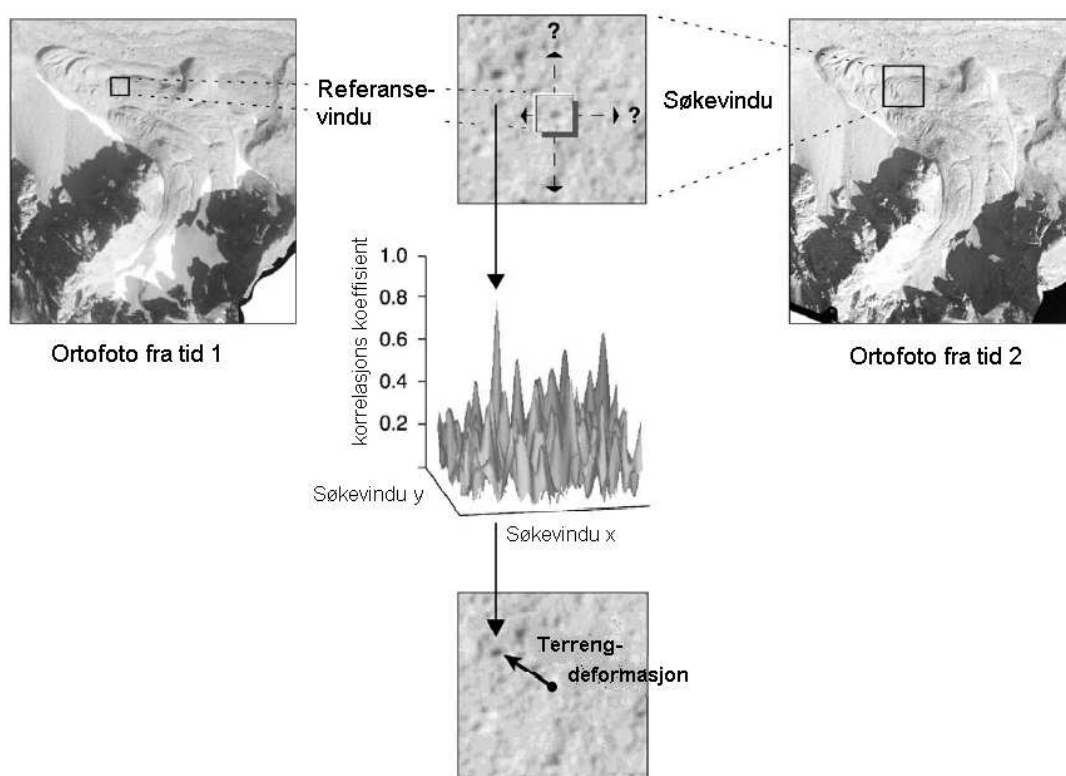 ?
Referanse-
vindu
?
Søkevindu
Ortofoto fra tid 1
Ortofoto fra tid 2
korrelasjons koeffisient
1.0
0.8
0.6
0.4
0.2
Søkevindu y
Søkevindu x
Terreng-
deformasjon